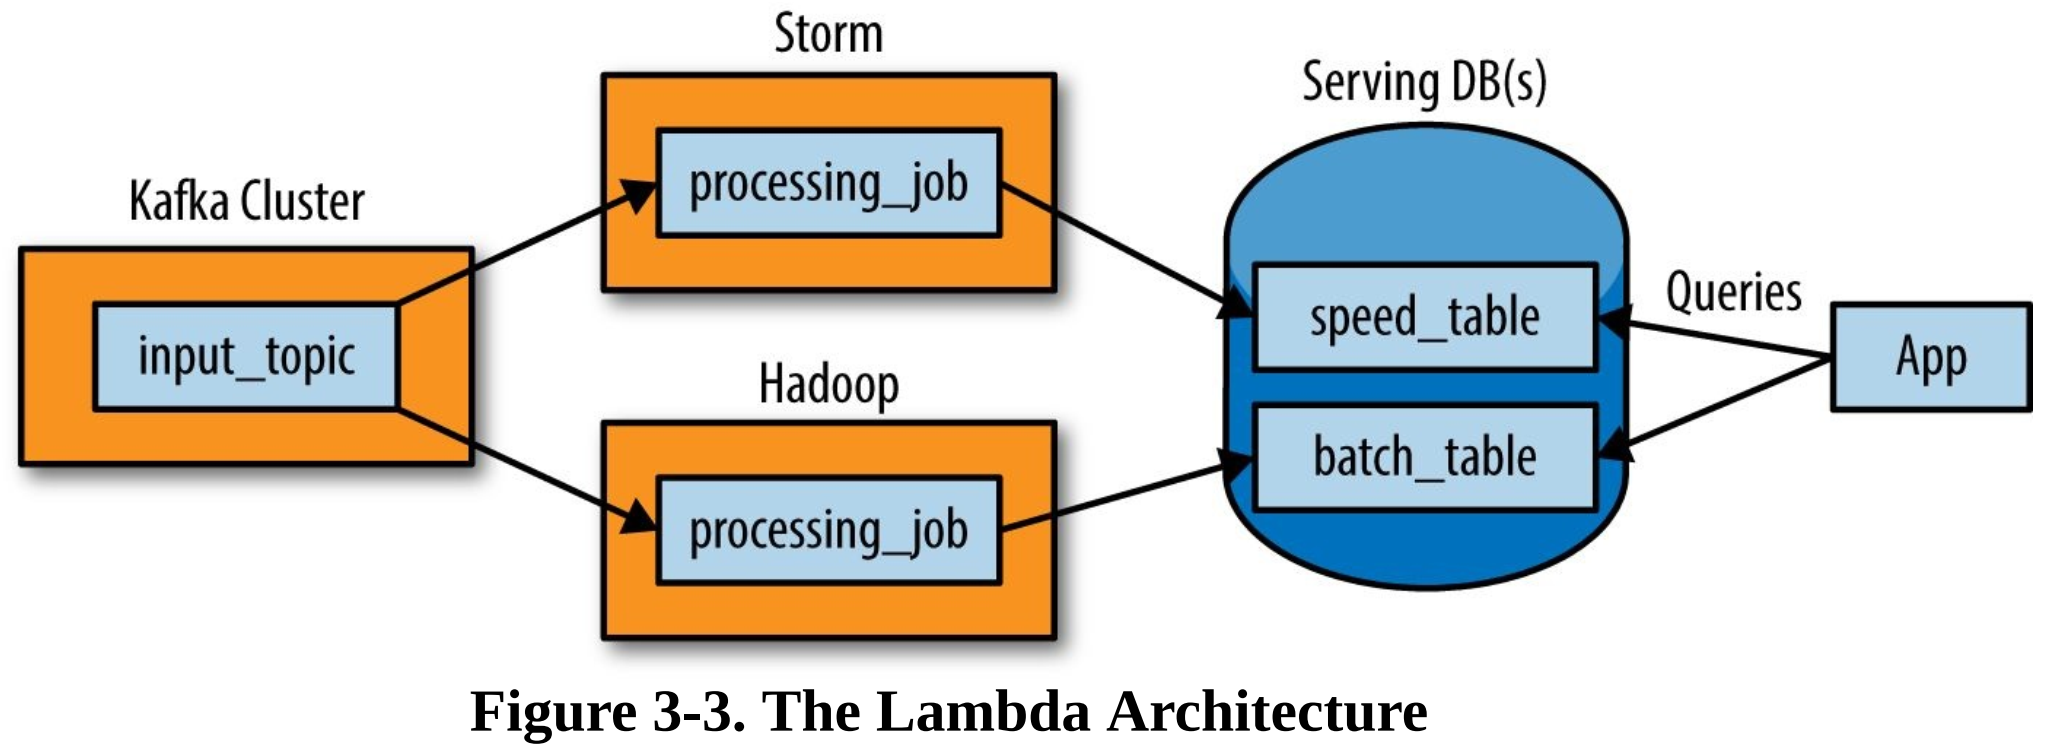 Storm
Serving DB(s)
processing_job
Kafka Cluster
Queries
speed_table
input_topic
App
Hadoop
batch_table
processing_job
Figure 3-3. The Lambda Architecture